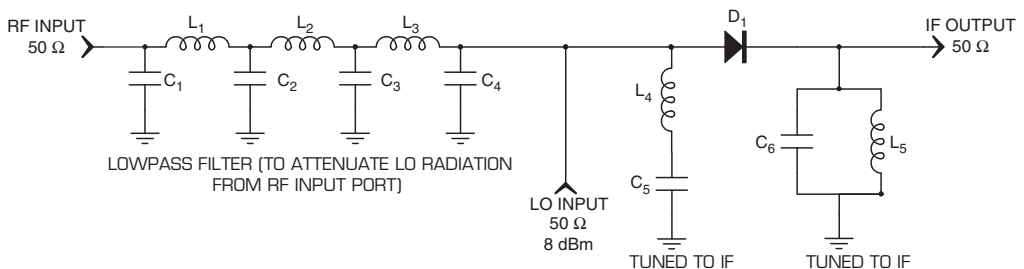 RF INPUT
50 Ω
L1
L2
L3
C1
C2
C3
C4
LOWPASS FILTER (TO ATTENUATE LO RADIATION
FROM RF INPUT PORT)
LO INPUT
50 Ω
8 dBm
L4
C5
TUNED TO IF
D1
IF OUTPUT
50 Ω
C6
L5
TUNED TO IF